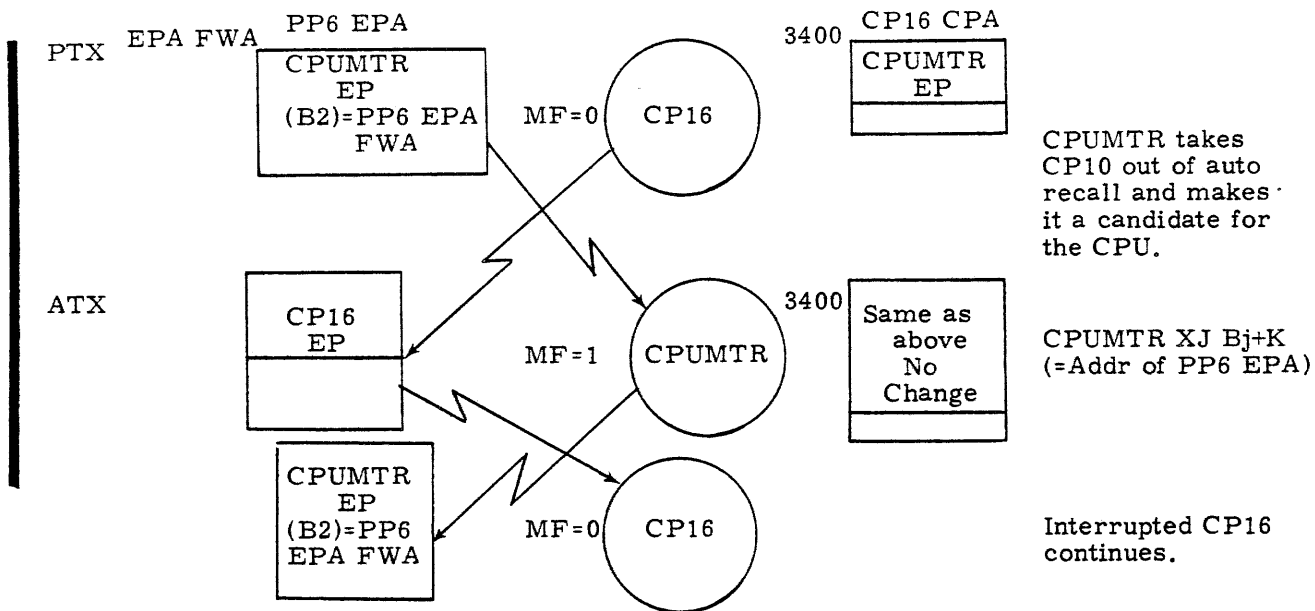 PTX
EPA FWA
PP6 EPA
CPUMTR
EP
(B2)=PP6 EPA
FWA
MF=0
CP16
3400
CP16 CPA
CPUMTR
EP
CPUMTR takes
CP10 out of auto
recall and makes
it a candidate for
the CPU.
ATX
CP16
EP
MF=1
CPUMTR
3400
Same as
above
No
Change
CPUMTR XJ Bj+K
(=Addr of PP6 EPA)
CPUMTR
EP
(B2)=PP6
EPA FWA
MF=0
CP16
Interrupted CP16
continues.